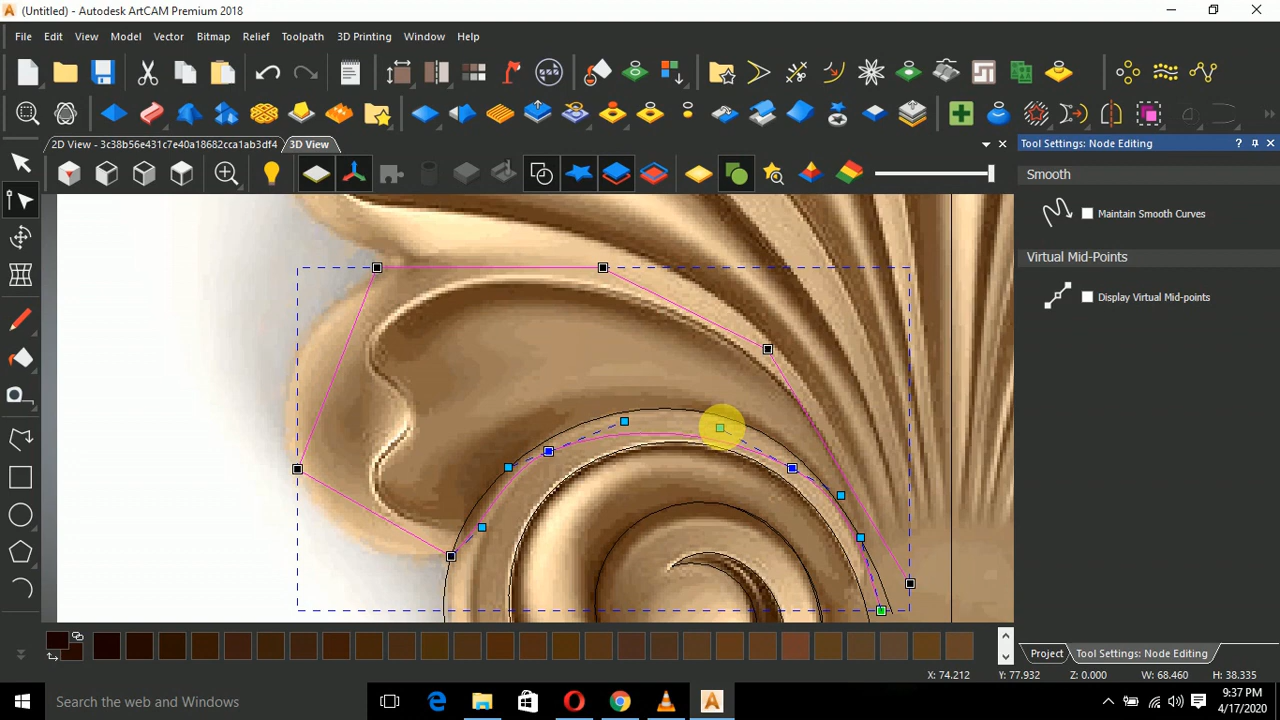 (Untitled) - Autodesk ArtCAM Premium 2018
File Edit View Model Vector Bitmap Relief Toolpath 3D Printing Window Help
2D View - 3c38b56e431c7e40a18682cca1ab3df4 3D View
Tool Settings: Node Editing
Smooth
Maintain Smooth Curves
Virtual Mid-Points
Display Virtual Mid-points
Project Tool Settings: Node Editing
X: 74.212 Y: 77.932 Z: 0.000 W: 68.460 H: 38.335
Search the web and Windows
9:37 PM
4/17/2020